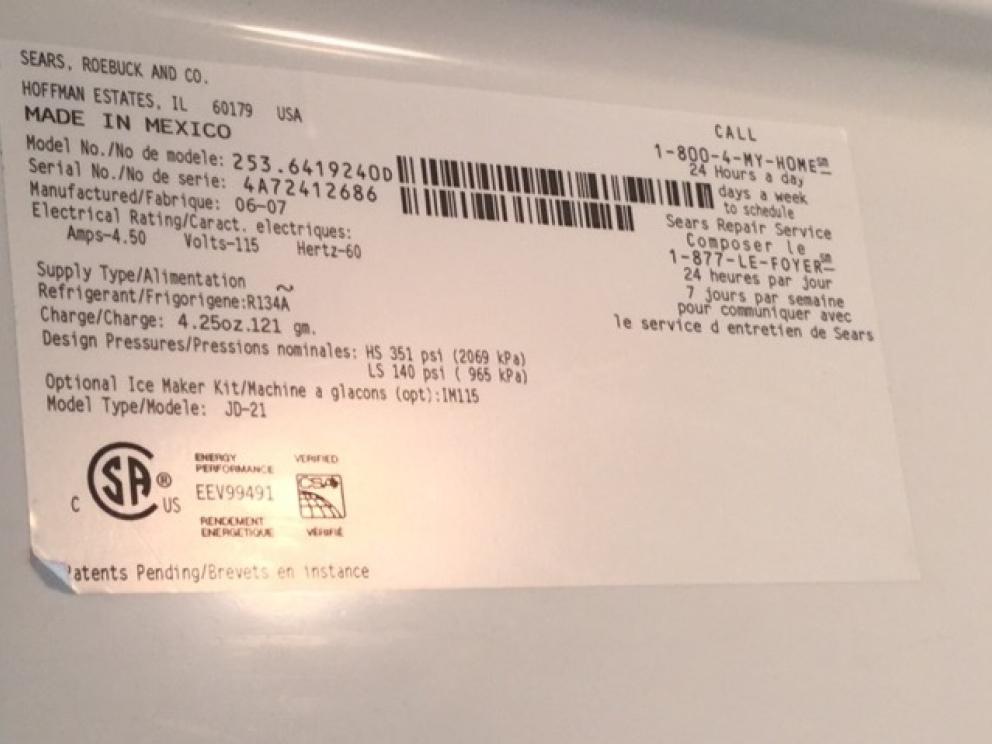 SEARS, ROEBUCK AND CO.
HOFFMAN ESTATES, IL 60179 USA
MADE IN MEXICO
Model No./No de modele: 253.6419240D
Serial No./No de serie: 4A72412686
Manufactured/Fabrique: 06-07
Electrical Rating/Caract. electriques:
Amps-4.50 Volts-115 Hertz-60
Supply Type/Alimentation ~
Refrigerant/Frigorigene:R134A
Charge/Charge: 4.25oz.121 gm.
Design Pressures/Pressions nominales: HS 351 psi (2069 kPa)
LS 140 psi ( 965 kPa)
Optional Ice Maker Kit/Machine a glacons (opt):IM115
Model Type/Modele: JD-21
CALL
1-800-4-MY-HOME℠
24 Hours a day
days a week
to schedule
Sears Repair Service
Composer le
1-877-LE-FOYER℠
24 heures par jour
7 jours par semaine
pour communiquer avec
le service d entretien de Sears
C SA® US
ENERGY
PERFORMANCE
EEV99491
RENDEMENT
ENERGETIQUE
VERIFIED
CSA
VERIFIÉ
Patents Pending/Brevets en instance